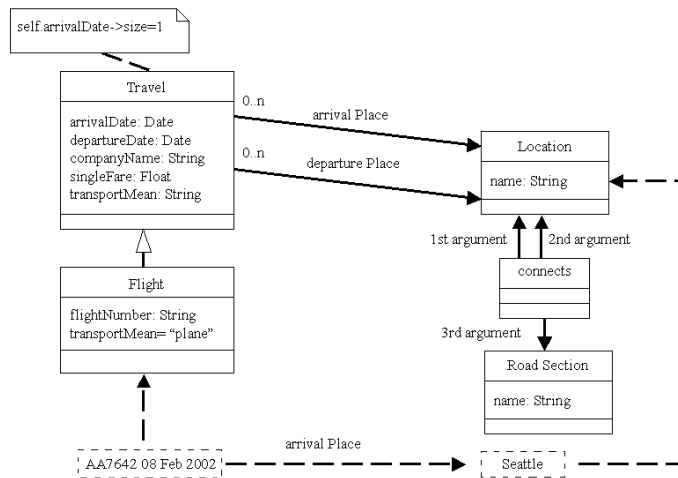 self.arrivalDate->size=1
Travel
arrivalDate: Date
departureDate: Date
companyName: String
singleFare: Float
transportMean: String
0..n
arrival Place
0..n
departure Place
Location
name: String
1st argument
2nd argument
connects
Flight
flightNumber: String
transportMean= “plane”
3rd argument
Road Section
name: String
AA7642 08 Feb 2002
arrival Place
Seattle